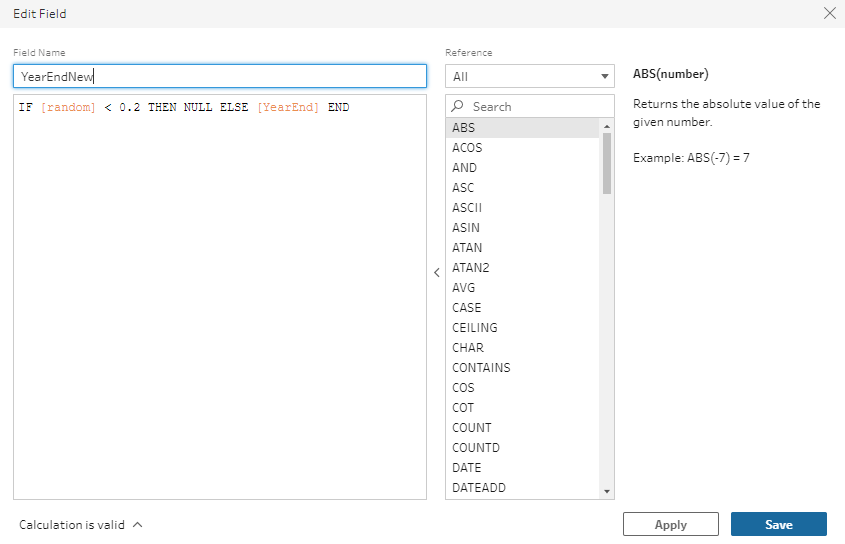 Edit Field
Field Name
YearEndNew
IF [random] < 0.2 THEN NULL ELSE [YearEnd] END
Calculation is valid
Reference
All
Search
ABS
ACOS
AND
ASC
ASCII
ASIN
ATAN
ATAN2
AVG
CASE
CEILING
CHAR
CONTAINS
COS
COT
COUNT
COUNTD
DATE
DATEADD
ABS(number)
Returns the absolute value of the
given number.
Example: ABS(-7) = 7
Apply
Save